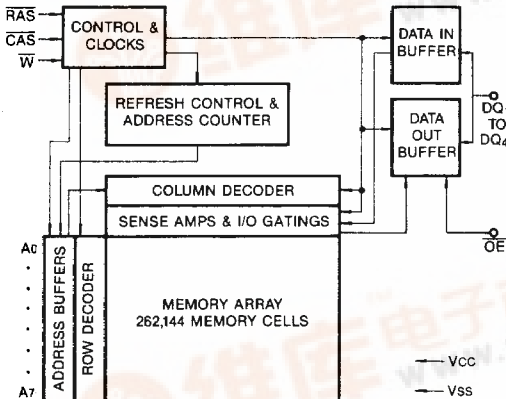 RAS
CAS
W
CONTROL &
CLOCKS
DATA IN
BUFFER
REFRESH CONTROL &
ADDRESS COUNTER
DATA
OUT
BUFFER
DQ
TO
DQ4
COLUMN DECODER
SENSE AMPS & I/O GATINGS
OE
A0
A7
ADDRESS BUFFERS
ROW DECODER
MEMORY ARRAY
262,144 MEMORY CELLS
VCC
VSS